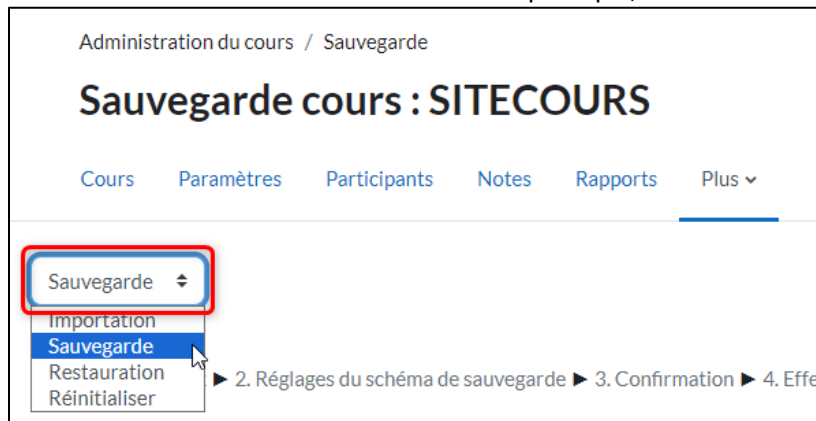 Administration du cours / Sauvegarde
Sauvegarde cours : SITECOURS
Cours Paramètres Participants Notes Rapports Plus
Sauvegarde
Importation
Sauvegarde
Restauration ► 2. Réglages du schéma de sauvegarde ► 3. Confirmation ► 4. Effe
Réinitialiser